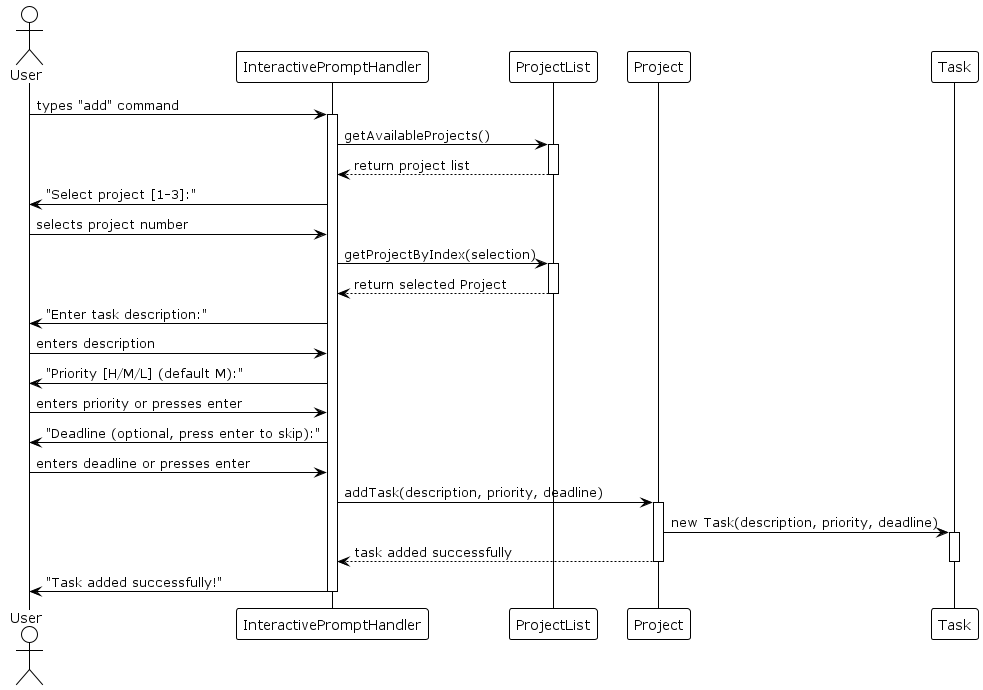 User
InteractivePromptHandler
ProjectList
Project
Task
types "add" command
getAvailableProjects()
return project list
"Select project [1-3]:"
selects project number
getProjectByIndex(selection)
return selected Project
"Enter task description:"
enters description
"Priority [H/M/L] (default M):"
enters priority or presses enter
"Deadline (optional, press enter to skip):"
enters deadline or presses enter
addTask(description, priority, deadline)
new Task(description, priority, deadline)
task added successfully
"Task added successfully!"
User
InteractivePromptHandler
ProjectList
Project
Task